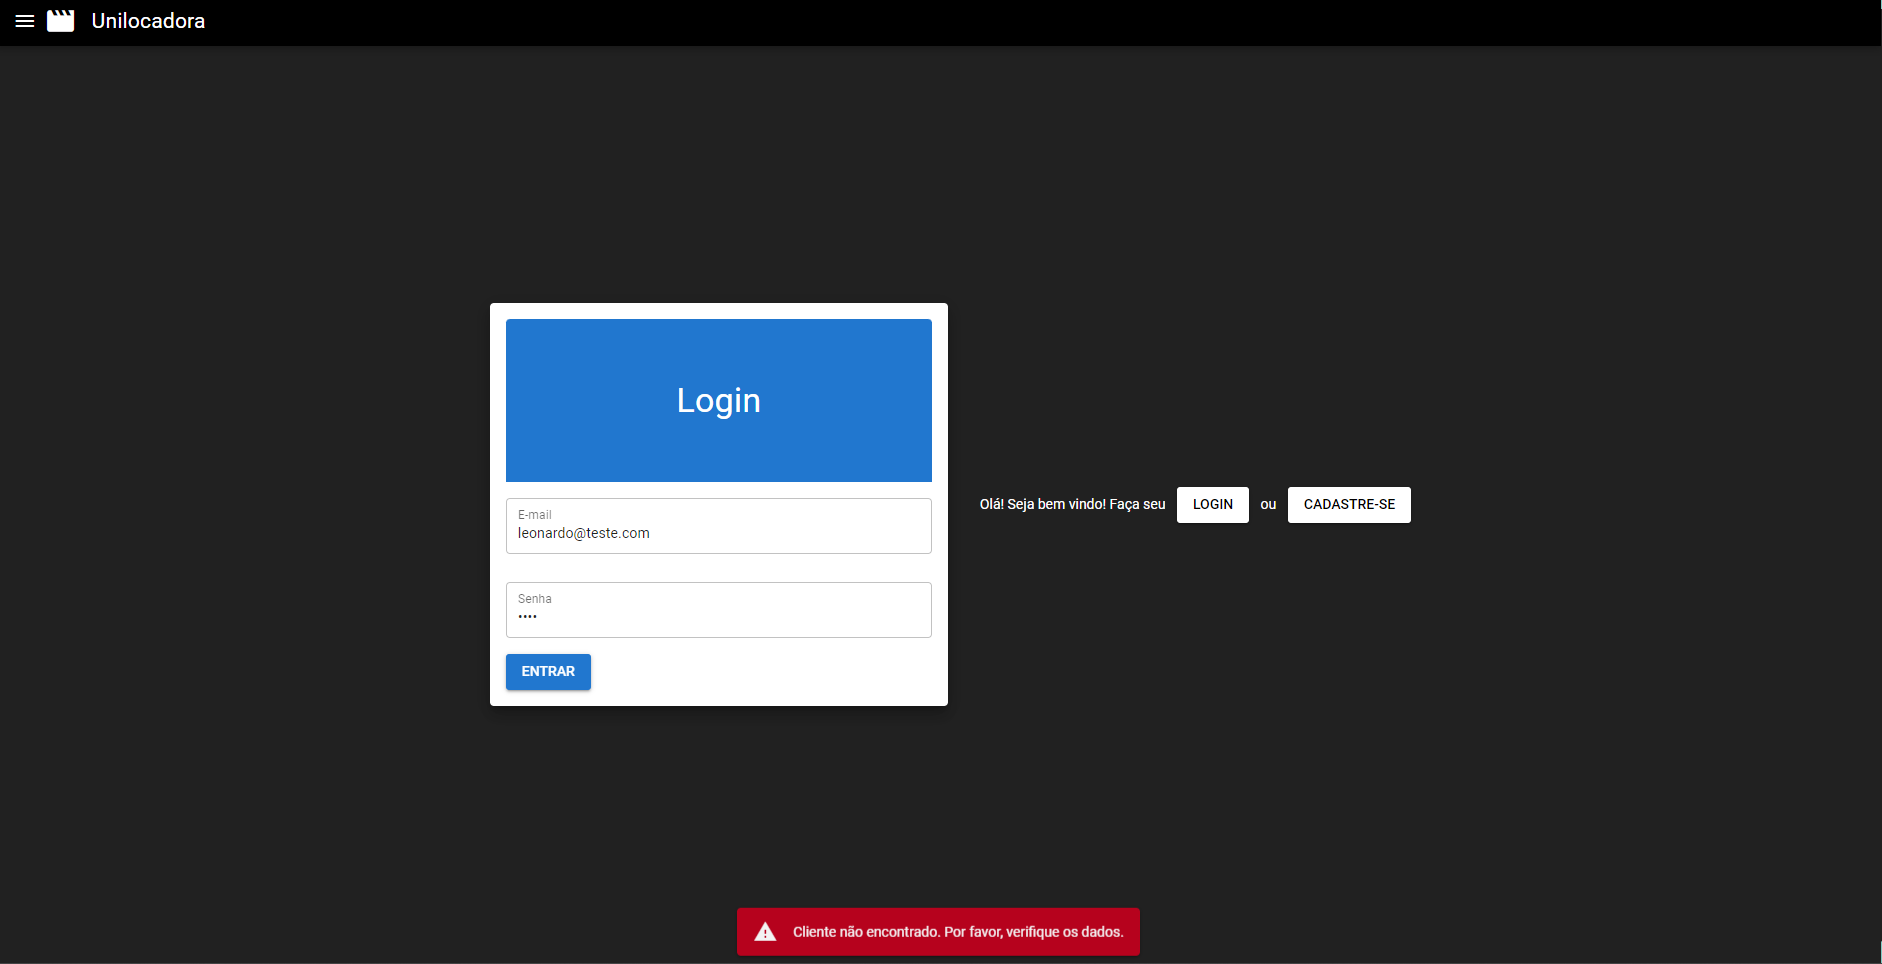 Unilocadora
Login
E-mail
leonardo@teste.com
Senha
••••
ENTRAR
Olá! Seja bem vindo! Faça seu LOGIN ou CADASTRE-SE
Cliente não encontrado. Por favor, verifique os dados.